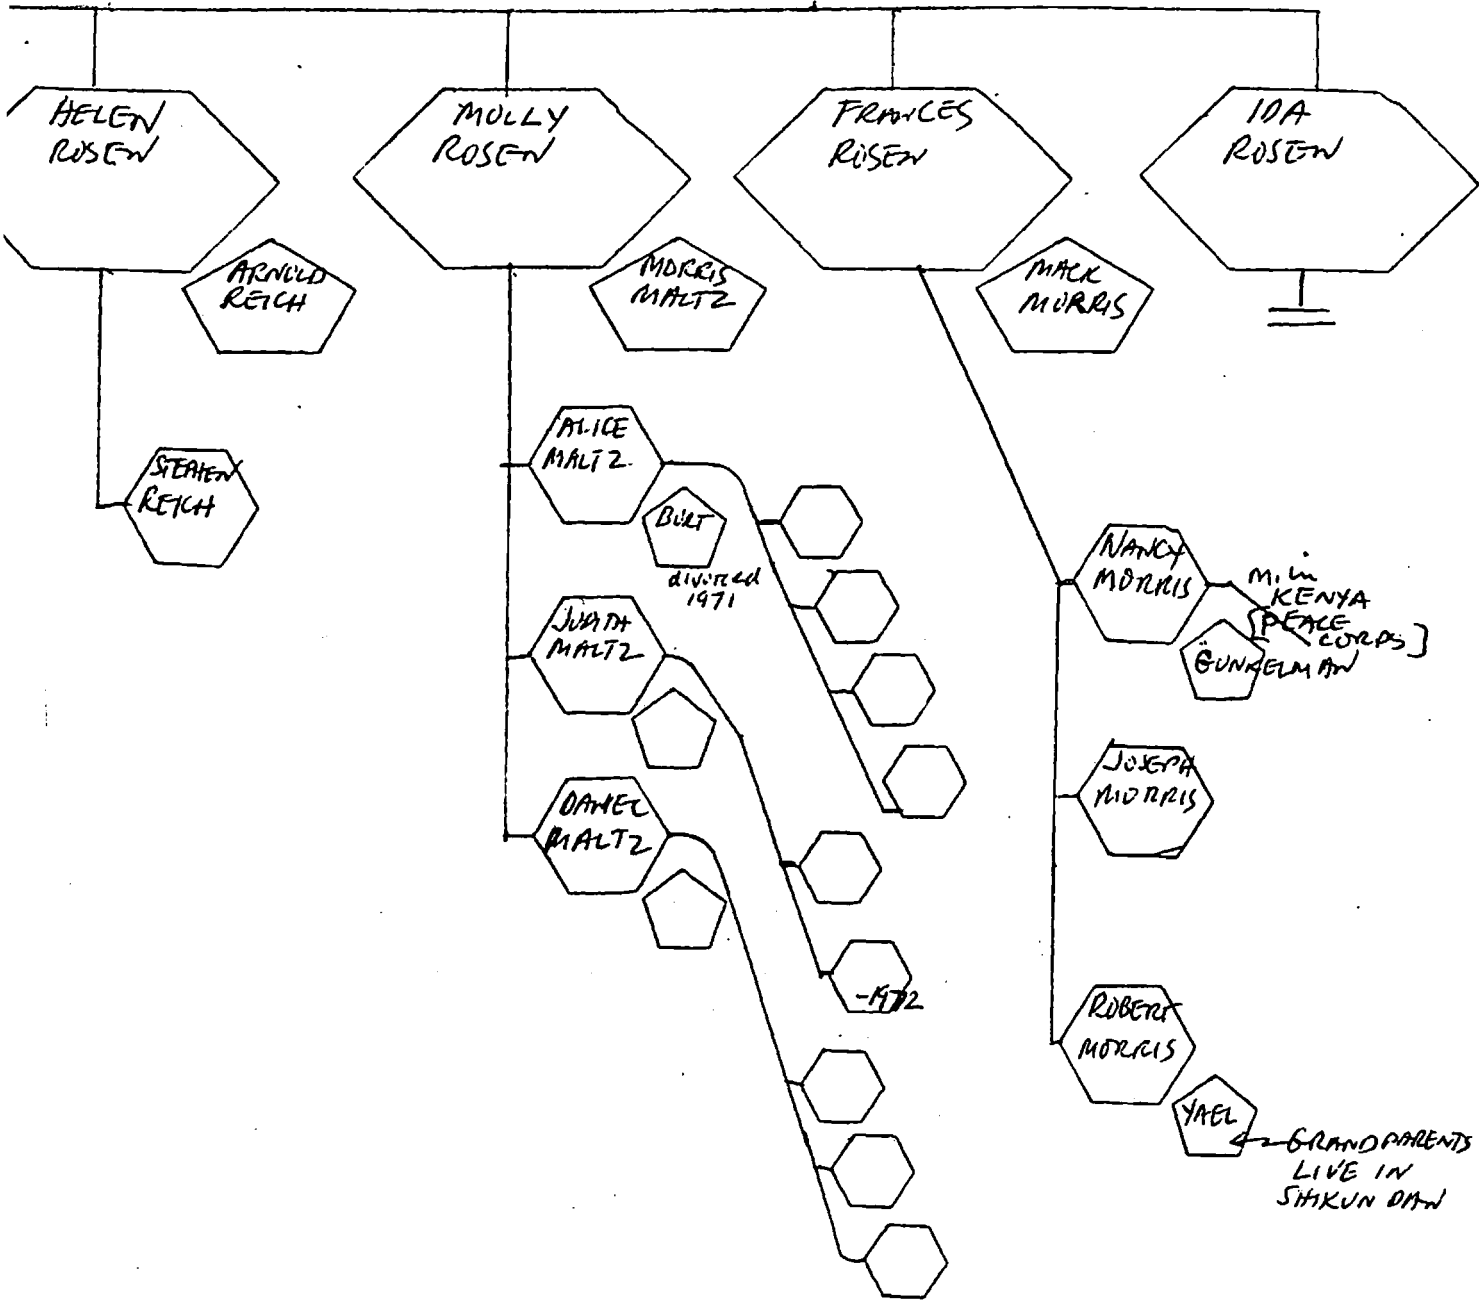 HELEN
ROSEN
MOLLY
ROSEN
FRANCES
ROSEN
IDA
ROSEN
ARNOLD
REICH
MORRIS
MALTZ
MACK
MORRIS
STEPHEN
REICH
ALICE
MALTZ
BURT
divorced
1971
JUDITH
MALTZ
DANIEL
MALTZ
-1972
NANCY
MORRIS
m. in
KENYA
[PEACE
CORPS]
GUNKELMAN
JOSEPH
MORRIS
ROBERT
MORRIS
YAEL
GRANDPARENTS
LIVE IN
SHIKUN DAN